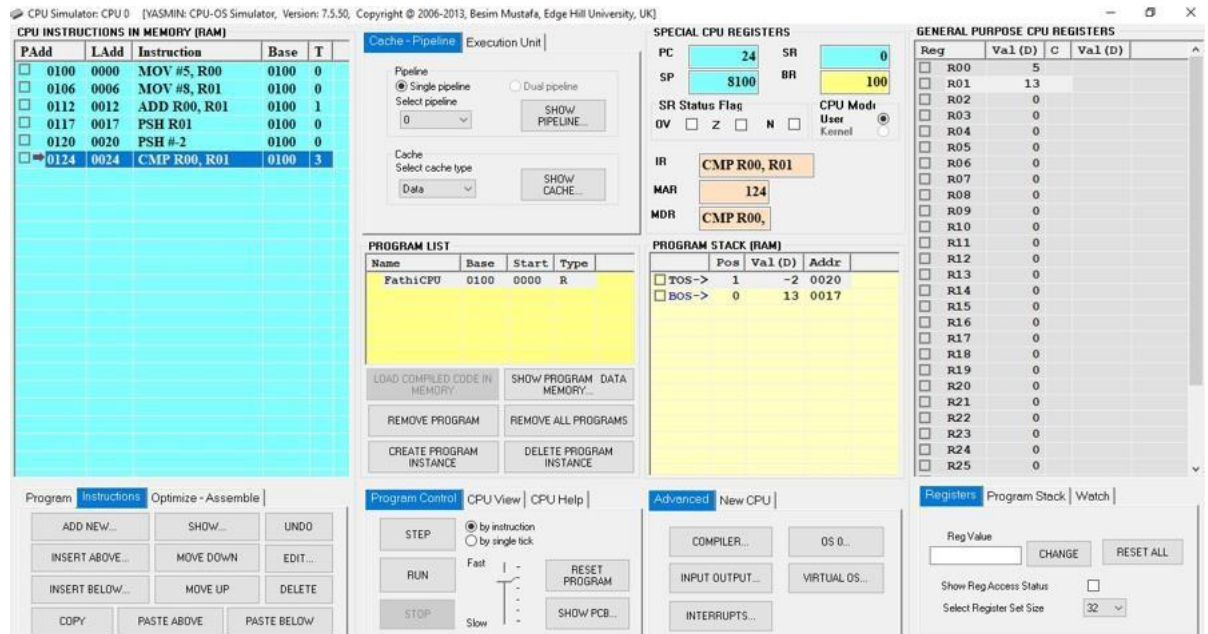 CPU Simulator: CPU 0 [YASMIN: CPU-OS Simulator, Version: 7.5.50, Copyright @ 2006-2013, Besim Mustafa, Edge Hill University, UK]
CPU INSTRUCTIONS IN MEMORY (RAM)
PAdd LAdd Instruction Base T
0100 0000 MOV #5, R00 0100 0
0106 0006 MOV #8, R01 0100 0
0112 0012 ADD R00, R01 0100 1
0117 0017 PSH R01 0100 0
0120 0020 PSH #-2 0100 0
0124 0024 CMP R00, R01 0100 3
Cache - Pipeline Execution Unit
Pipeline
Single pipeline Dual pipeline
Select pipeline
0
SHOW
PIPELINE...
Cache
Select cache type
Data
SHOW
CACHE...
SPECIAL CPU REGISTERS
PC 24 SR 0
SP 8100 BR 100
SR Status Flag
OV Z N
CPU Mode
User
Kernel
IR CMP R00, R01
MAR 124
MDR CMP R00,
GENERAL PURPOSE CPU REGISTERS
Reg Val (D) C Val (D)
R00 5
R01 13
R02 0
R03 0
R04 0
R05 0
R06 0
R07 0
R08 0
R09 0
R10 0
R11 0
R12 0
R13 0
R14 0
R15 0
R16 0
R17 0
R18 0
R19 0
R20 0
R21 0
R22 0
R23 0
R24 0
R25 0
PROGRAM LIST
Name Base Start Type
FathiCPU 0100 0000 R
LOAD COMPILED CODE IN
MEMORY
SHOW PROGRAM DATA
MEMORY...
REMOVE PROGRAM
REMOVE ALL PROGRAMS
CREATE PROGRAM
INSTANCE
DELETE PROGRAM
INSTANCE
PROGRAM STACK (RAM)
Pos Val (D) Addr
TOS-> 1 -2 0020
BOS-> 0 13 0017
Program Instructions Optimize - Assemble
ADD NEW... SHOW... UNDO
INSERT ABOVE... MOVE DOWN EDIT...
INSERT BELOW... MOVE UP DELETE
COPY PASTE ABOVE PASTE BELOW
Program Control CPU View CPU Help
STEP
by instruction
by single tick
RUN
Fast
RESET
PROGRAM
STOP
Slow
SHOW PCB...
Advanced New CPU
COMPILER... OS 0...
INPUT OUTPUT... VIRTUAL OS...
INTERRUPTS...
Registers Program Stack Watch
Reg Value
CHANGE RESET ALL
Show Reg Access Status
Select Register Set Size 32